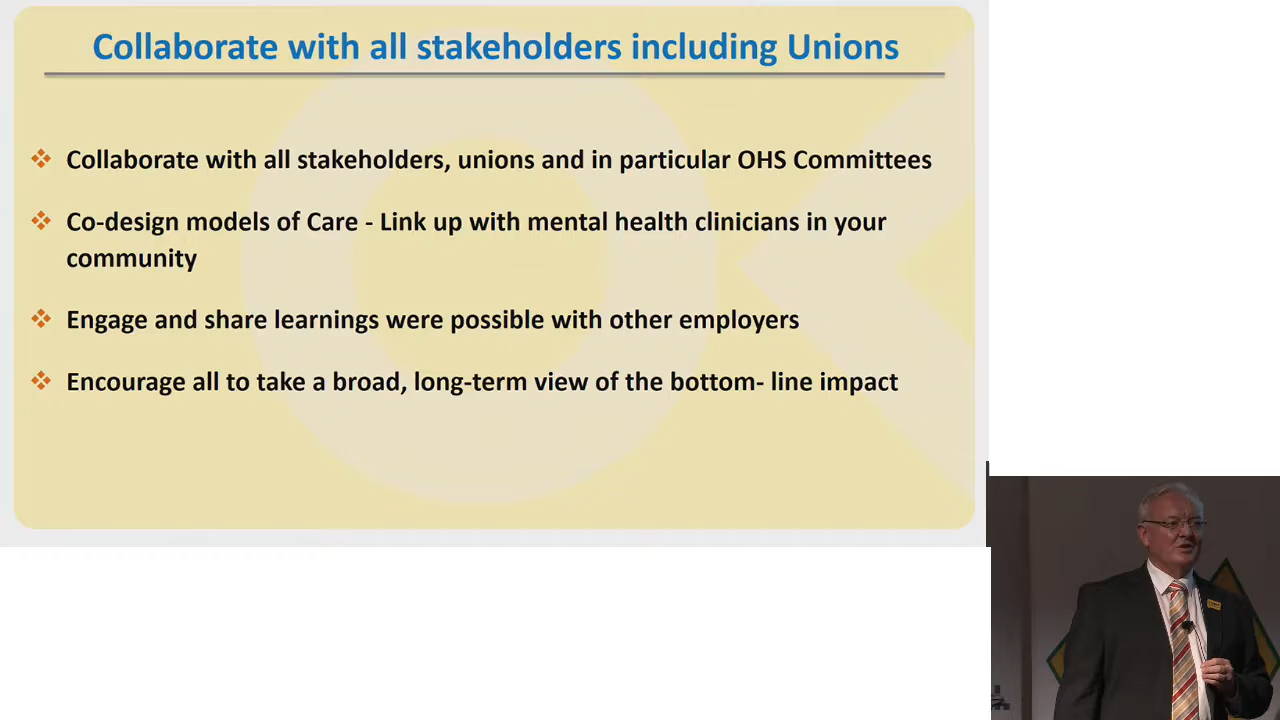 Collaborate with all stakeholders including Unions
❖ Collaborate with all stakeholders, unions and in particular OHS Committees
❖ Co-design models of Care - Link up with mental health clinicians in your
community
❖ Engage and share learnings were possible with other employers
❖ Encourage all to take a broad, long-term view of the bottom- line impact